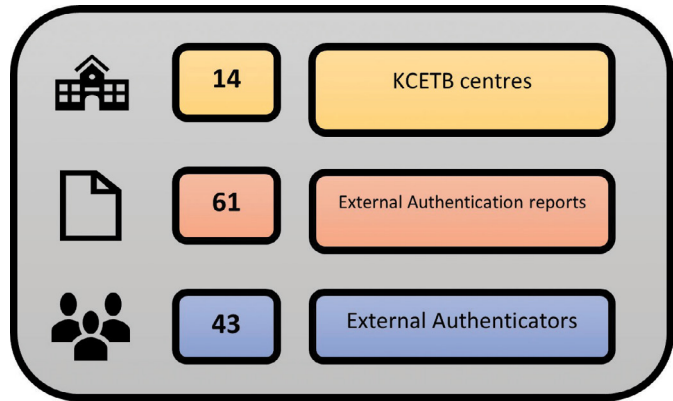 14
KCETB centres
61
External Authentication reports
43
External Authenticators